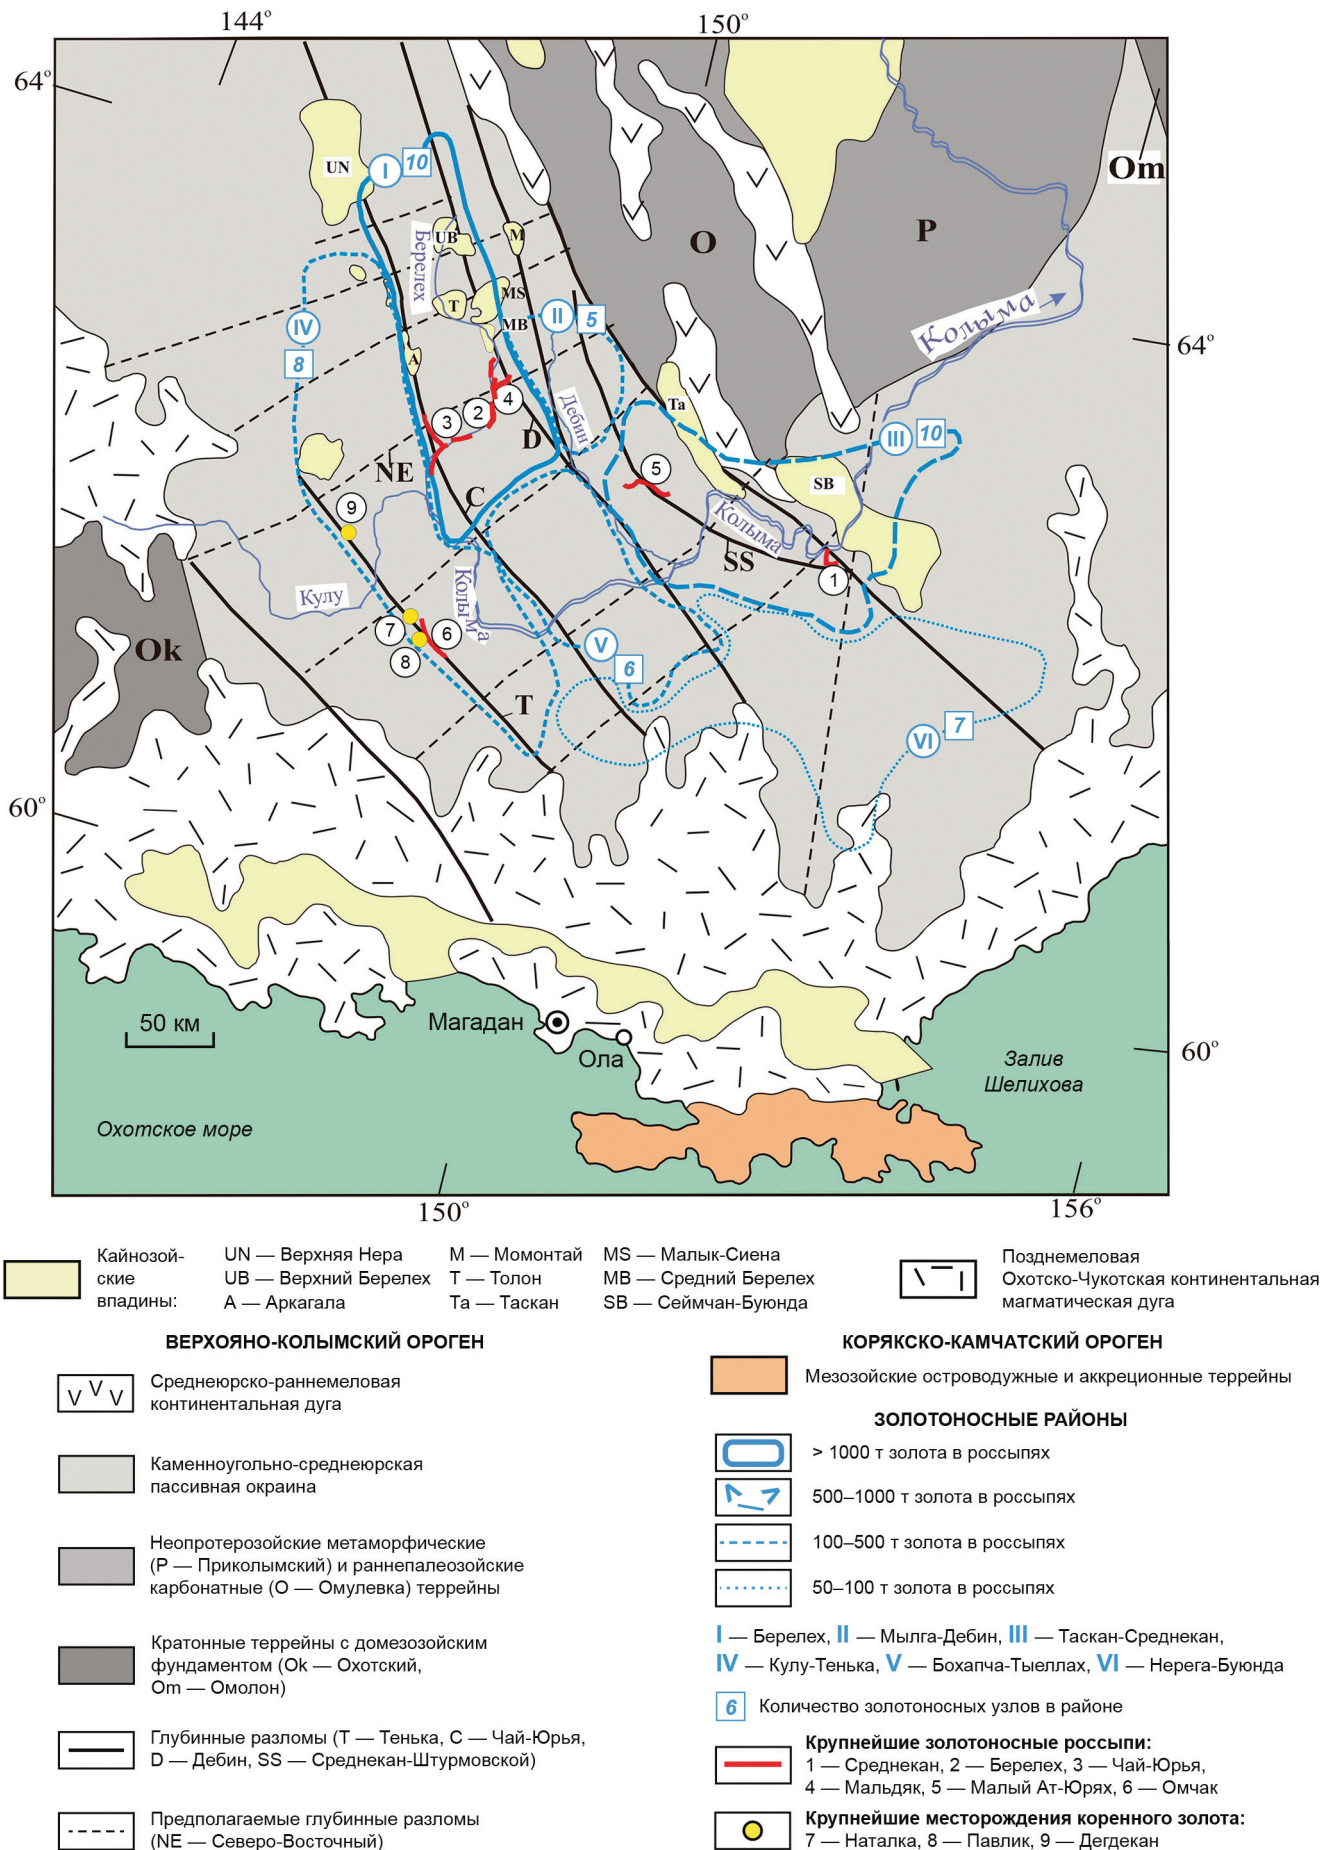 144°
150°
64°
Om
UN
I
10
O
P
UB
M
Берелех
T
MS
MB
II
5
Колыма
IV
64°
8
A
4
Ta
2
3
Дебин
III
10
D
NE
5
SB
C
9
Колыма
SS
1
Кулу
Колыма
7
6
8
V
6
Ok
T
7
VI
60°
50 км
Магадан
Ола
Залив
Шелихова
60°
Охотское море
150°
156°
Кайнозой-
ские
впадины:
UN — Верхняя Нера
UB — Верхний Берелех
A — Аркагала
M — Момонтай
T — Толон
Ta — Таскан
MS — Малык-Сиена
MB — Средний Берелех
SB — Сеймчан-Буюнда
Позднемеловая
Охотско-Чукотская континентальная
магматическая дуга
ВЕРХОЯНО-КОЛЫМСКИЙ ОРОГЕН
V V V
Среднеюрско-раннемеловая
континентальная дуга
Каменноугольно-среднеюрская
пассивная окраина
Неопротерозойские метаморфические
(P — Приколымский) и раннепалеозойские
карбонатные (O — Омулевка) террейны
Кратонные террейны с домезозойским
фундаментом (Ok — Охотский,
Om — Омолон)
Глубинные разломы (T — Тенька, C — Чай-Юрья,
D — Дебин, SS — Среднекан-Штурмовской)
Предполагаемые глубинные разломы
(NE — Северо-Восточный)
КОРЯКСКО-КАМЧАТСКИЙ ОРОГЕН
Мезозойские островодужные и аккреционные террейны
ЗОЛОТОНОСНЫЕ РАЙОНЫ
> 1000 т золота в россыпях
500–1000 т золота в россыпях
100–500 т золота в россыпях
50–100 т золота в россыпях
I — Берелех, II — Мылга-Дебин, III — Таскан-Среднекан,
IV — Кулу-Тенька, V — Бохапча-Тыеллах, VI — Нерега-Буюнда
6 Количество золотоносных узлов в районе
Крупнейшие золотоносные россыпи:
1 — Среднекан, 2 — Берелех, 3 — Чай-Юрья,
4 — Мальдяк, 5 — Малый Ат-Юрях, 6 — Омчак
Крупнейшие месторождения коренного золота:
7 — Наталка, 8 — Павлик, 9 — Дегдекан